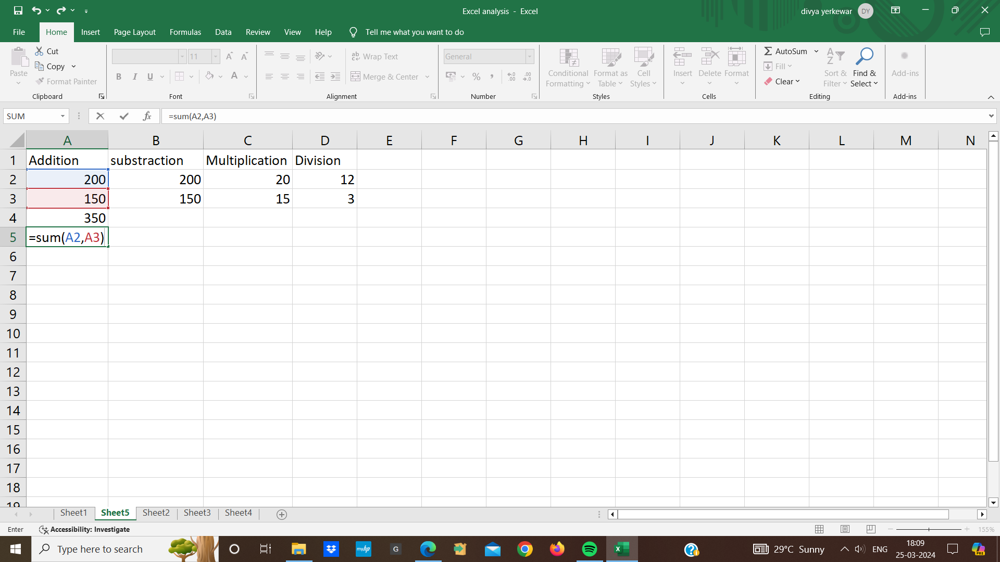 Excel analysis - Excel
divya yerkewar DY
File Home Insert Page Layout Formulas Data Review View Help Tell me what you want to do
Paste
Cut
Copy
Format Painter
Clipboard
11
B I U A
Font
ab Wrap Text
Merge & Center
Alignment
General
%
Number
Conditional Formatting
Format as Table
Cell Styles
Styles
Insert Delete Format
Cells
AutoSum
Fill
Clear
Sort & Filter
Find & Select
Editing
Add-ins
Add-ins
SUM fx =sum(A2,A3)
A B C D E F G H I J K L M N
1 Addition substraction Multiplication Division
2 200 200 20 12
3 150 150 15 3
4 350
5 =sum(A2,A3)
6
7
8
9
10
11
12
13
14
15
16
17
18
19
Sheet1 Sheet5 Sheet2 Sheet3 Sheet4
Enter Accessibility: Investigate 155%
Type here to search myhp G 29°C Sunny ENG 18:09
25-03-2024
PRE